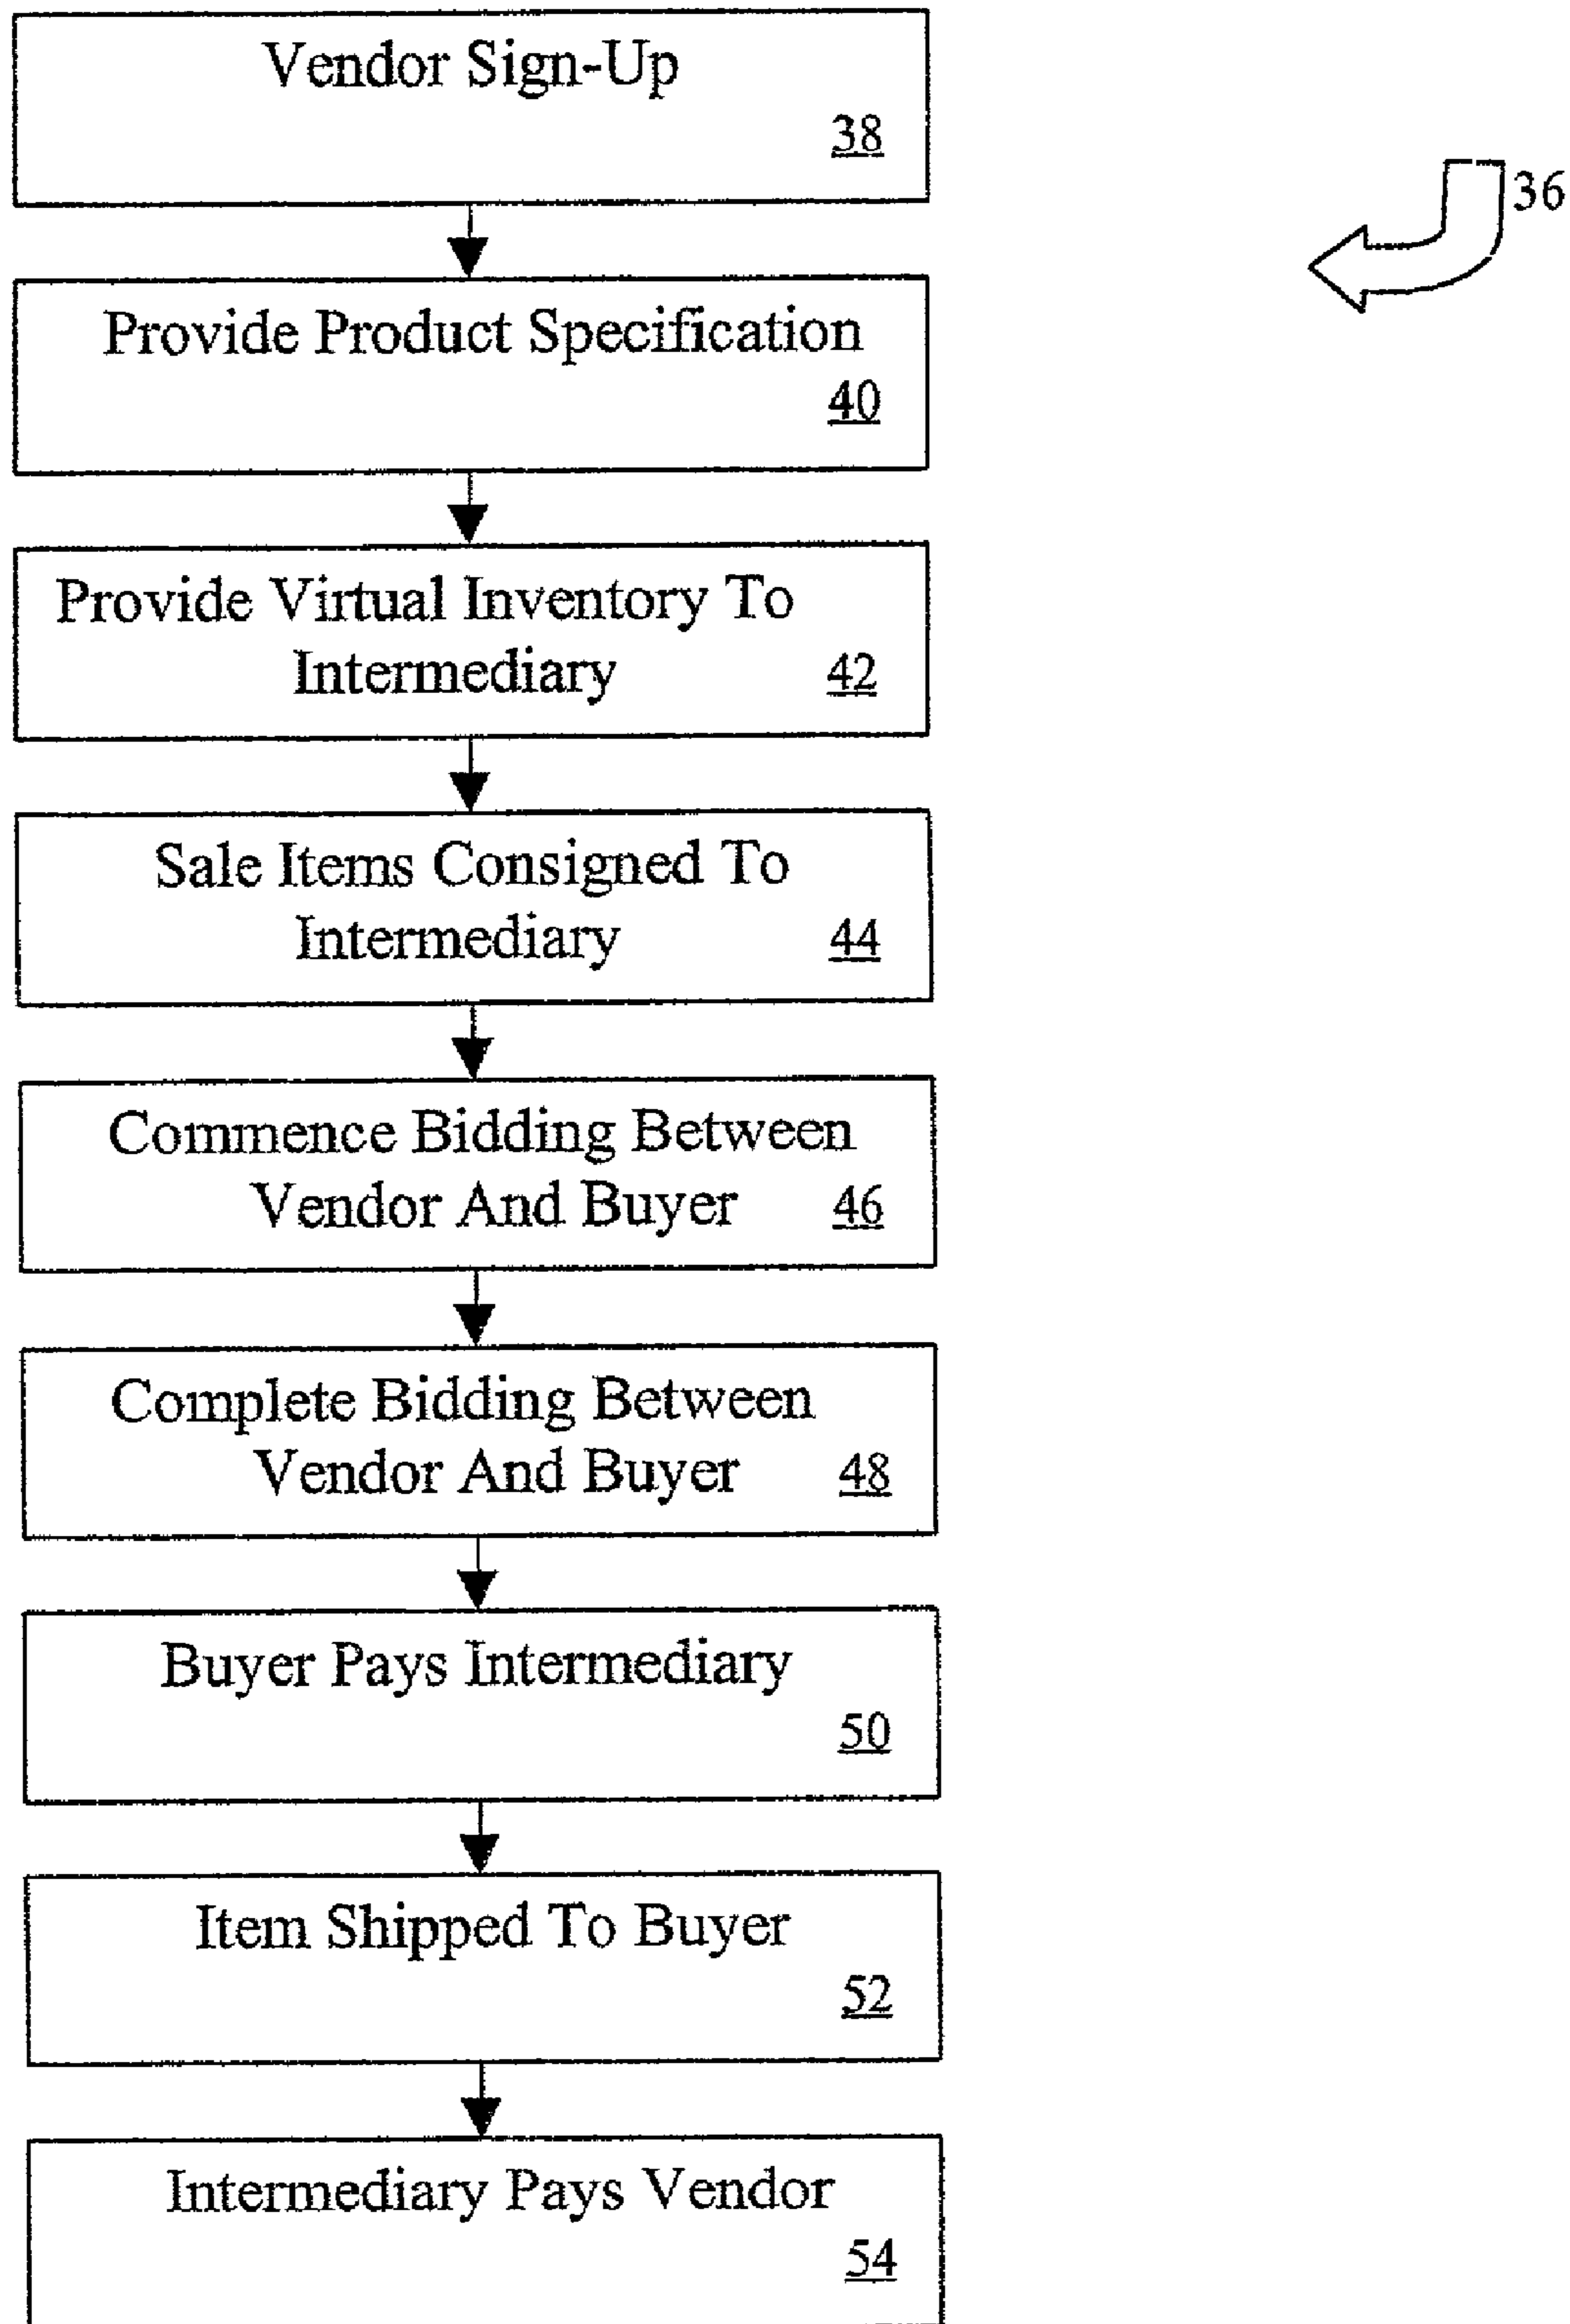 Vendor Sign-Up
38
36
Provide Product Specification
40
Provide Virtual Inventory To
Intermediary 42
Sale Items Consigned To
Intermediary 44
Commence Bidding Between
Vendor And Buyer 46
Complete Bidding Between
Vendor And Buyer 48
Buyer Pays Intermediary
50
Item Shipped To Buyer
52
Intermediary Pays Vendor
54